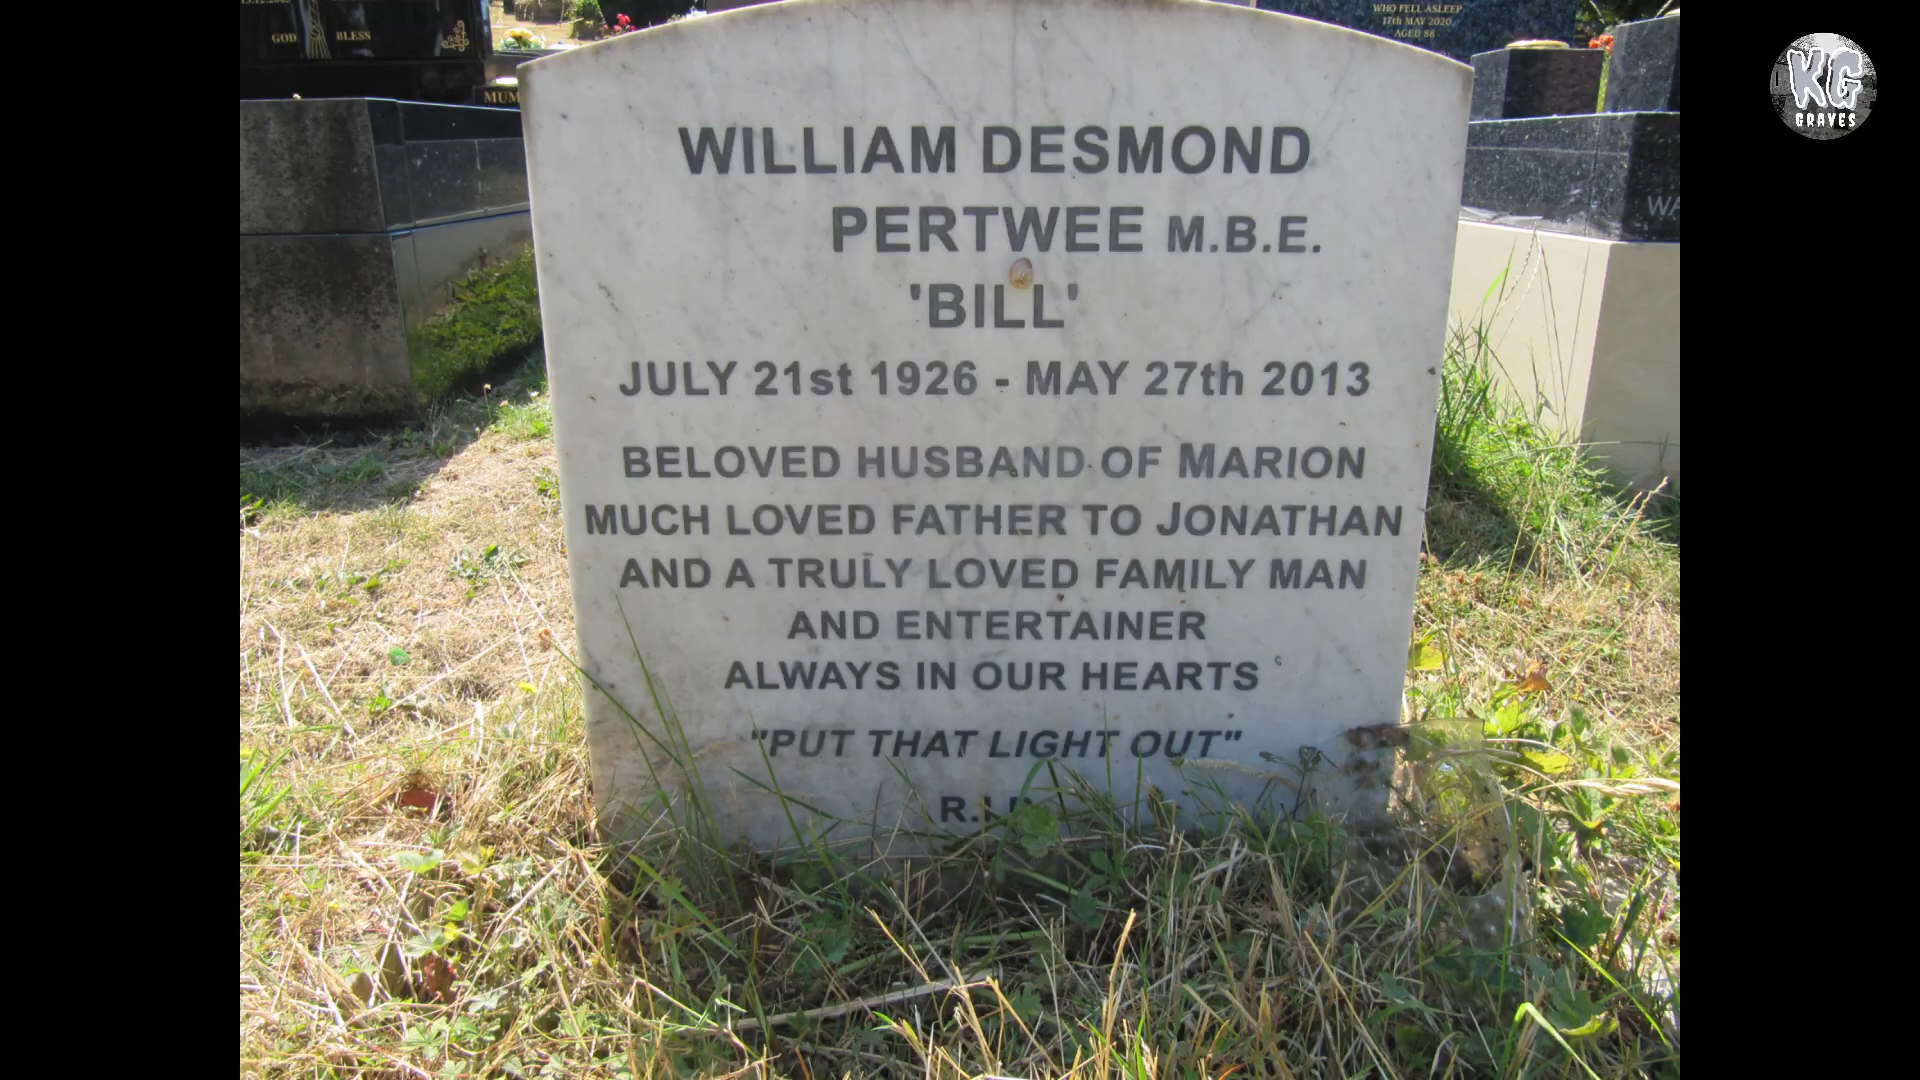 GOD BLESS
MUM
WHO FELL ASLEEP
17th MAY 2020
AGED 88
KG
GRAVES
WILLIAM DESMOND
PERTWEE M.B.E.
'BILL'
JULY 21st 1926 - MAY 27th 2013
BELOVED HUSBAND OF MARION
MUCH LOVED FATHER TO JONATHAN
AND A TRULY LOVED FAMILY MAN
AND ENTERTAINER
ALWAYS IN OUR HEARTS
"PUT THAT LIGHT OUT"
R.I.P.